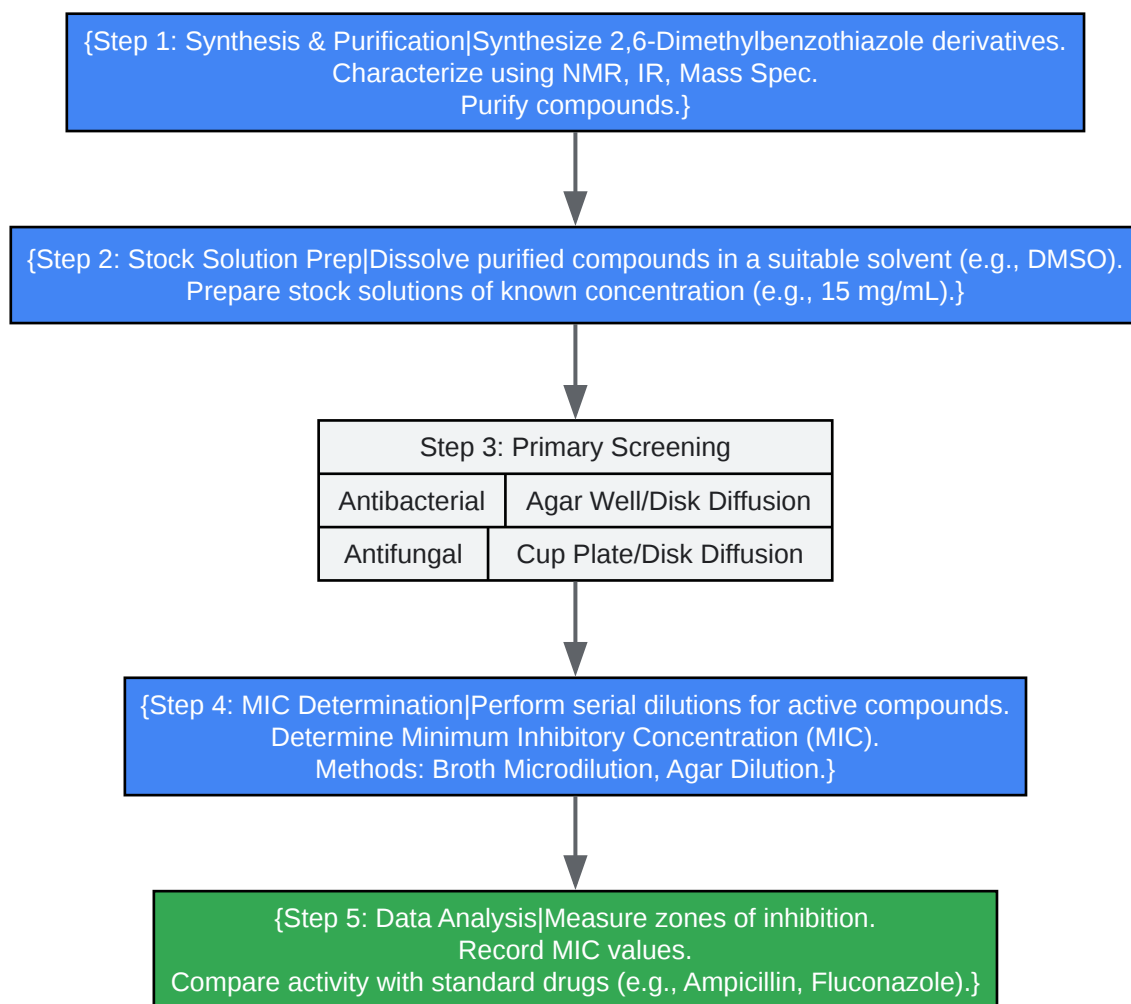 {Step 1: Synthesis & Purification|Synthesize 2,6-Dimethylbenzothiazole derivatives.
Characterize using NMR, IR, Mass Spec.
Purify compounds.}
{Step 2: Stock Solution Prep|Dissolve purified compounds in a suitable solvent (e.g., DMSO).
Prepare stock solutions of known concentration (e.g., 15 mg/mL).}
Step 3: Primary Screening
Antibacterial Agar Well/Disk Diffusion
Antifungal Cup Plate/Disk Diffusion
{Step 4: MIC Determination|Perform serial dilutions for active compounds.
Determine Minimum Inhibitory Concentration (MIC).
Methods: Broth Microdilution, Agar Dilution.}
{Step 5: Data Analysis|Measure zones of inhibition.
Record MIC values.
Compare activity with standard drugs (e.g., Ampicillin, Fluconazole).}